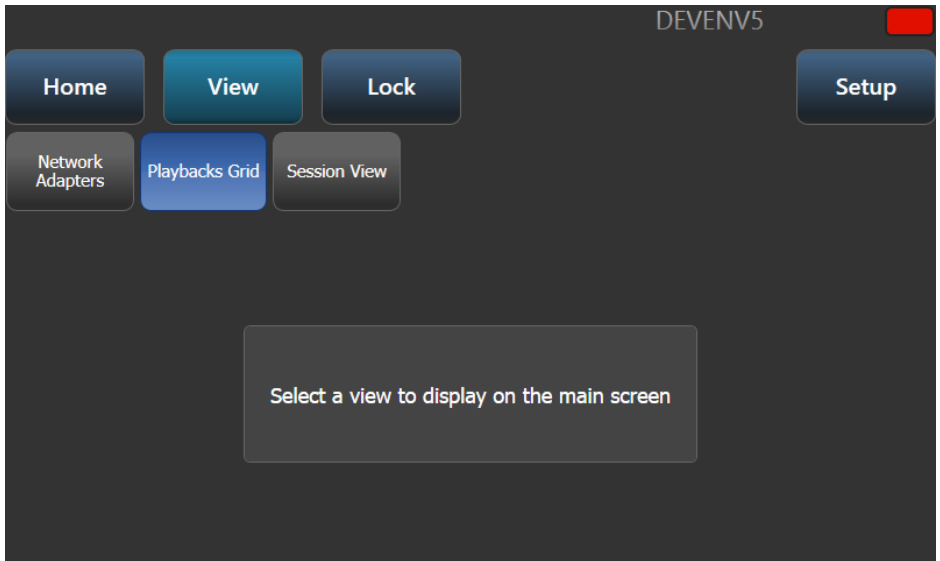 DEVENV5
Home
View
Lock
Setup
Network
Adapters
Playbacks Grid
Session View
Select a view to display on the main screen